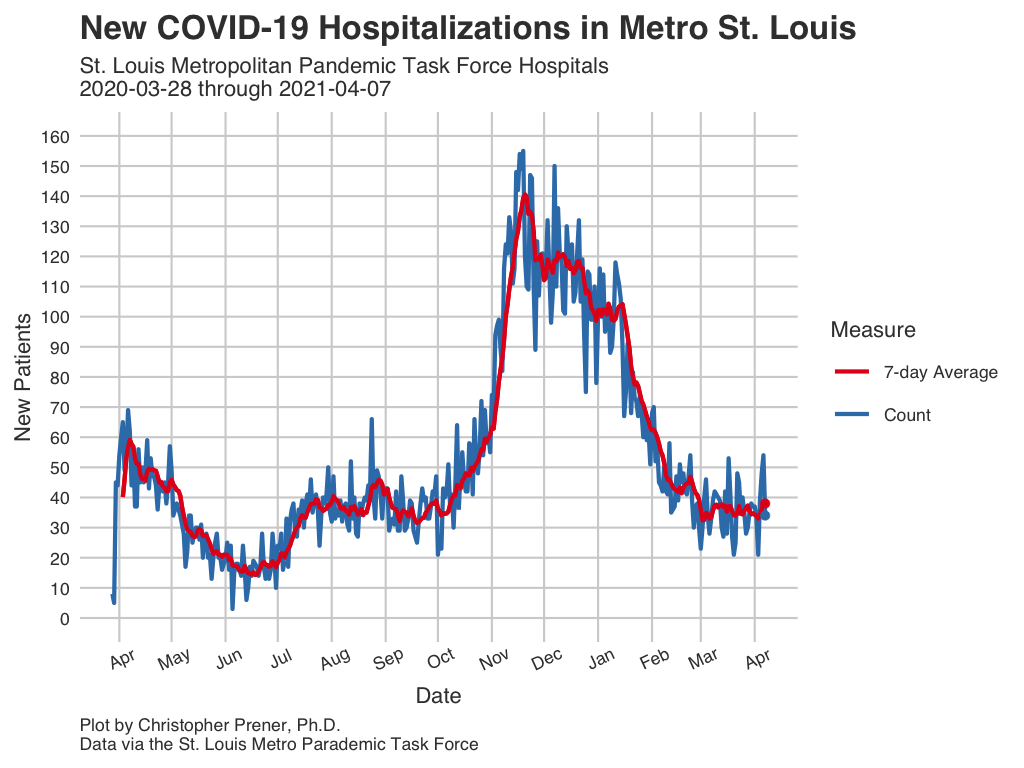 New COVID-19 Hospitalizations in Metro St. Louis
St. Louis Metropolitan Pandemic Task Force Hospitals
2020-03-28 through 2021-04-07
New Patients
160
150
140
130
120
110
100
90
80
70
60
50
40
30
20
10
0
Apr May Jun Jul Aug Sep Oct Nov Dec Jan Feb Mar Apr
Date
Measure
7-day Average
Count
Plot by Christopher Prener, Ph.D.
Data via the St. Louis Metro Parademic Task Force